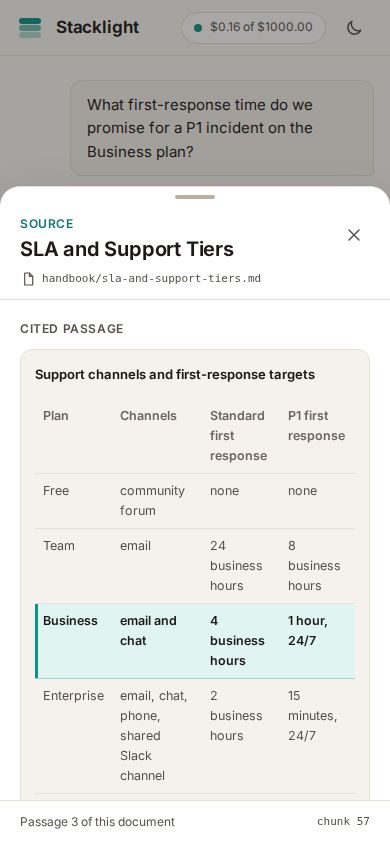 Stacklight
$0.16 of $1000.00
What first-response time do we
promise for a P1 incident on the
Business plan?
SOURCE
SLA and Support Tiers
handbook/sla-and-support-tiers.md
CITED PASSAGE
Support channels and first-response targets
Plan Channels Standard first response P1 first response
Free community forum none none
Team email 24 business hours 8 business hours
Business email and chat 4 business hours 1 hour, 24/7
Enterprise email, chat, phone, shared Slack channel 2 business hours 15 minutes, 24/7
Passage 3 of this document chunk 57